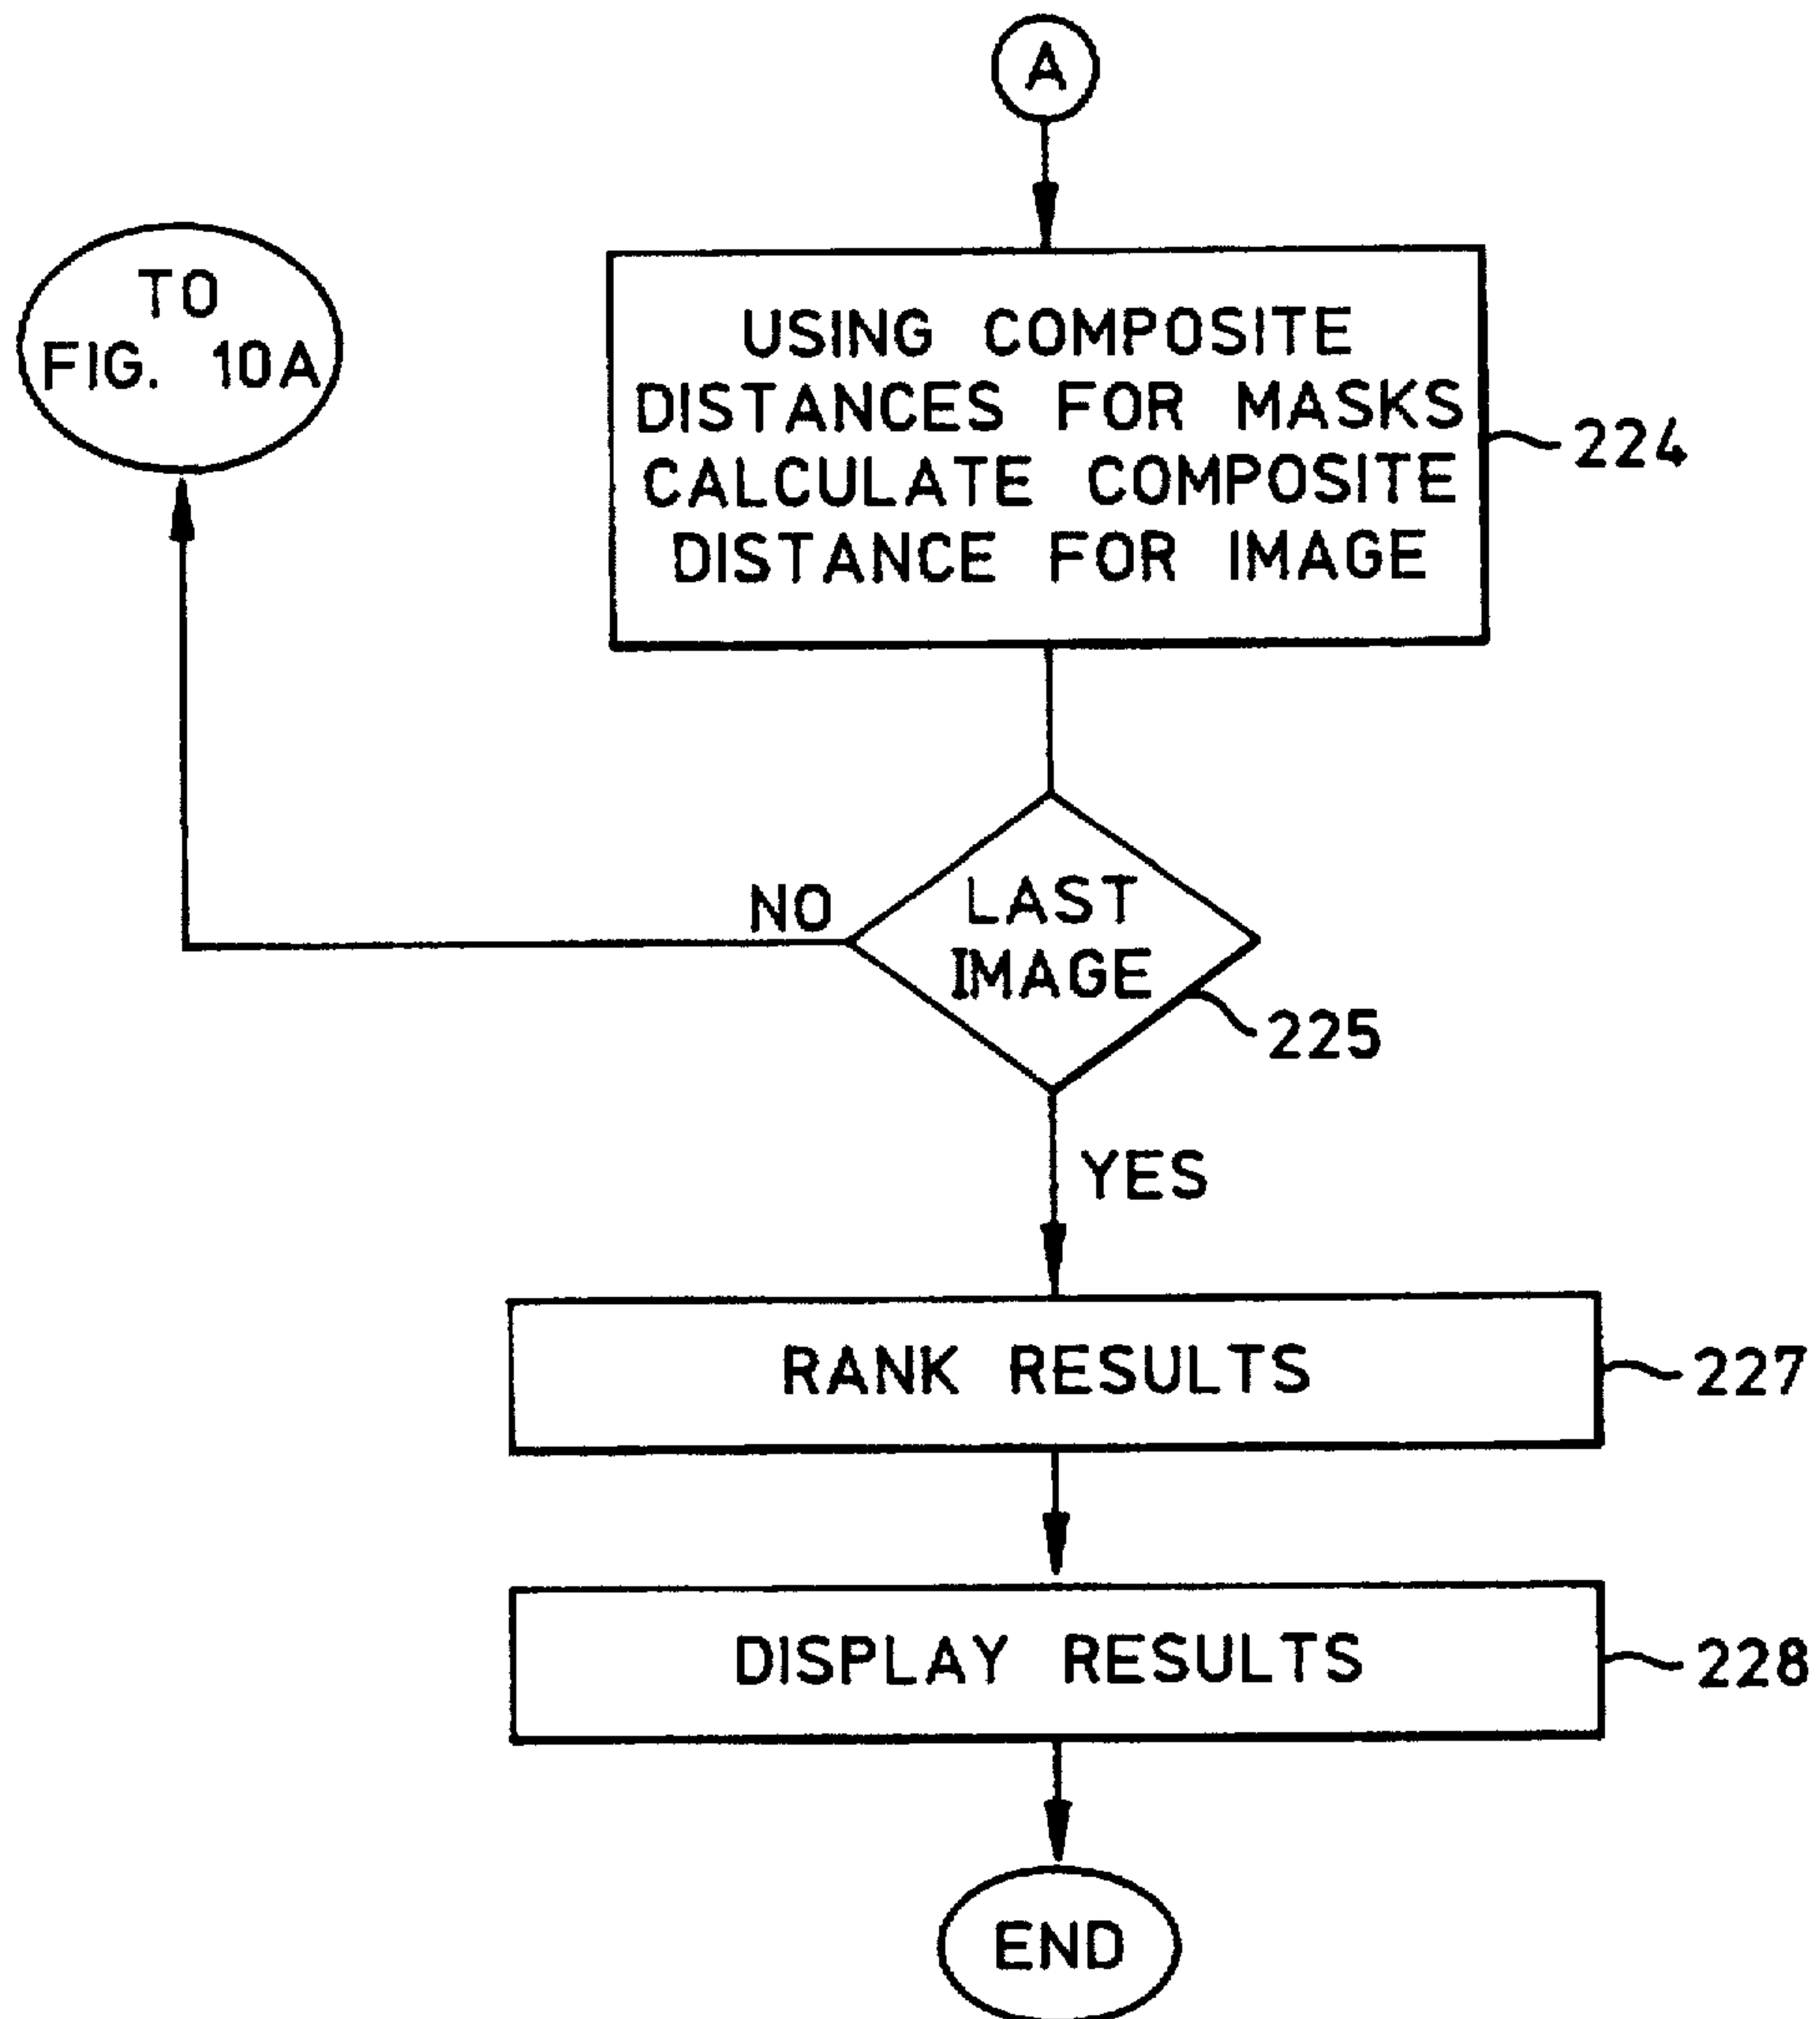 A
TO
FIG. 10A
USING COMPOSITE
DISTANCES FOR MASKS
CALCULATE COMPOSITE
DISTANCE FOR IMAGE
224
NO
LAST
IMAGE
225
YES
RANK RESULTS
227
DISPLAY RESULTS
228
END